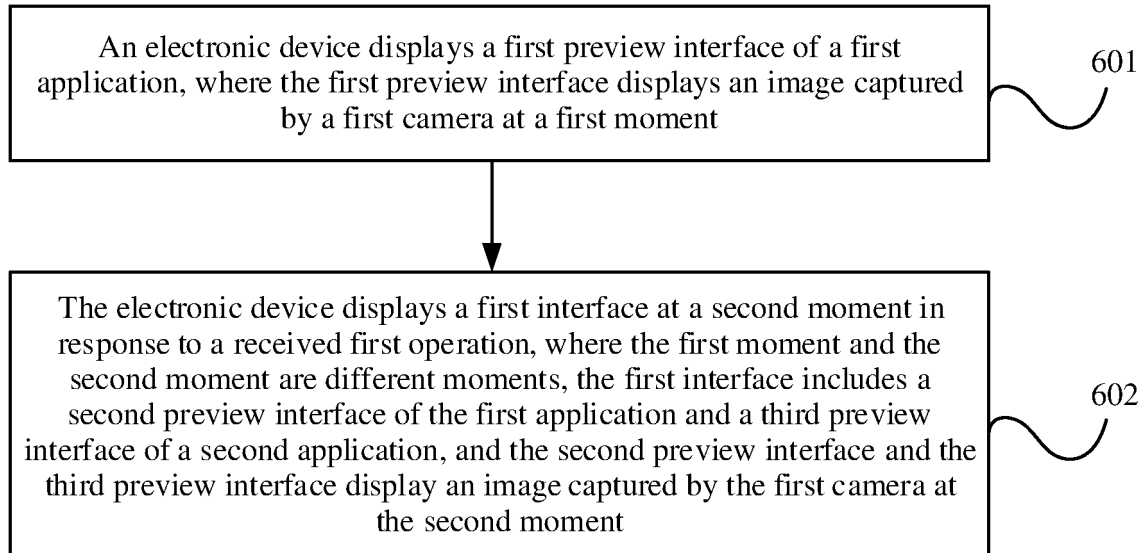 An electronic device displays a first preview interface of a first
application, where the first preview interface displays an image captured
by a first camera at a first moment
601
The electronic device displays a first interface at a second moment in
response to a received first operation, where the first moment and the
second moment are different moments, the first interface includes a
second preview interface of the first application and a third preview
interface of a second application, and the second preview interface and the
third preview interface display an image captured by the first camera at
the second moment
602